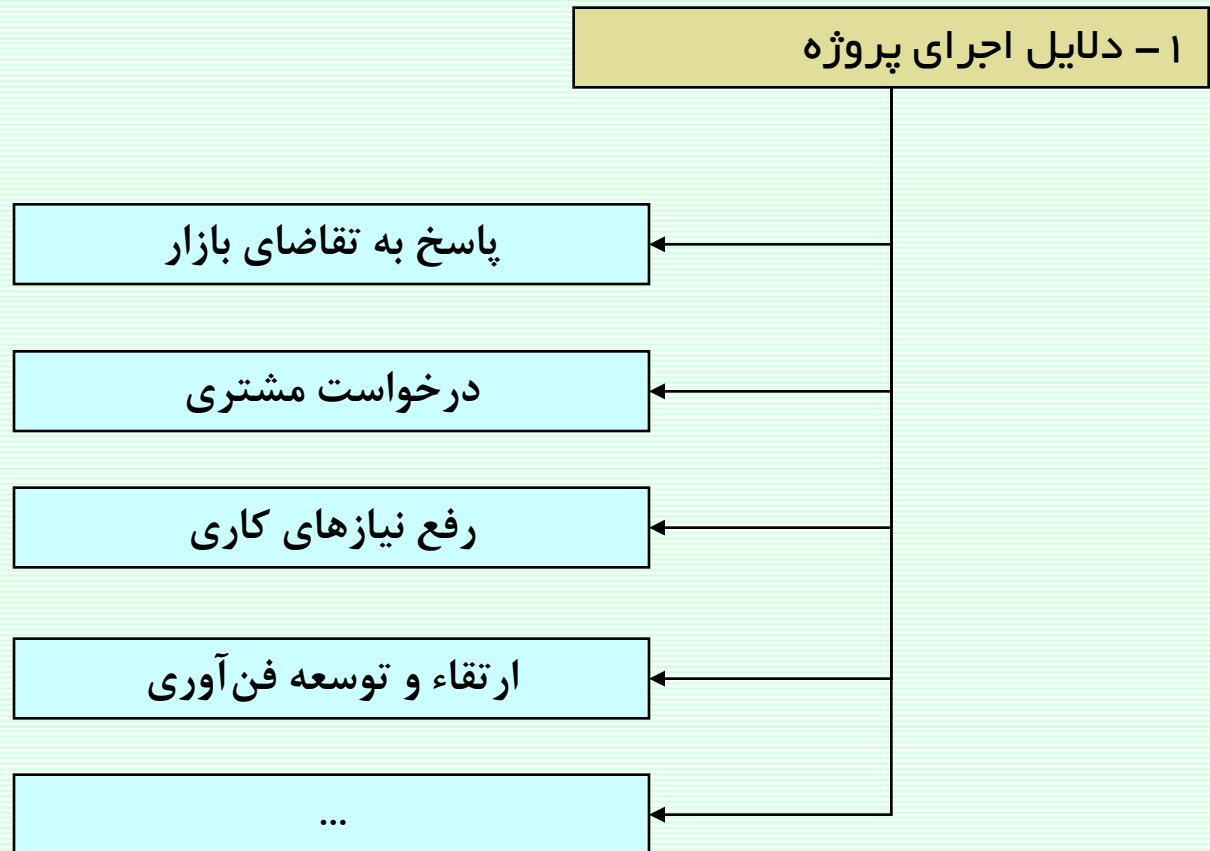 ۱ – دلایل اجرای پروژه
پاسخ به تقاضای بازار
درخواست مشتری
رفع نیازهای کاری
ارتقاء و توسعه فن‌آوری
...